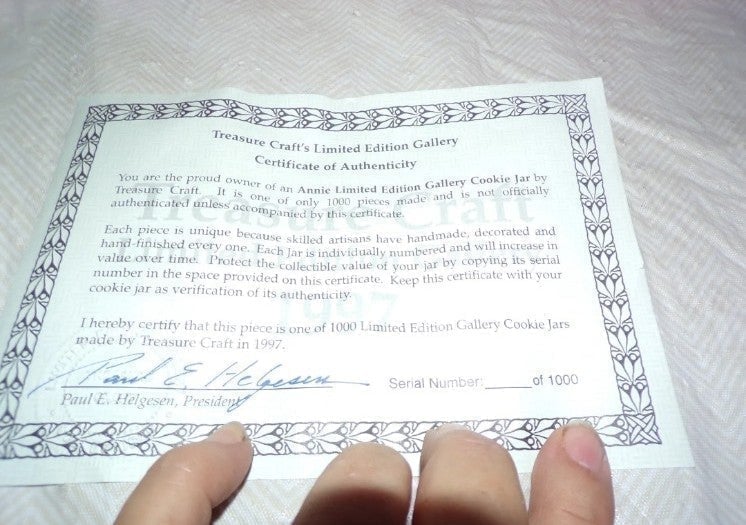 Treasure Craft's Limited Edition Gallery
Certificate of Authenticity
You are the proud owner of an Annie Limited Edition Gallery Cookie Jar by
Treasure Craft. It is one of only 1000 pieces made and is not officially
authenticated unless accompanied by this certificate.
Each piece is unique because skilled artisans have handmade, decorated and
hand-finished every one. Each Jar is individually numbered and will increase in
value over time. Protect the collectible value of your jar by copying its serial
number in the space provided on this certificate. Keep this certificate with your
cookie jar as verification of its authenticity.
Treasure Craft
1997
I hereby certify that this piece is one of 1000 Limited Edition Gallery Cookie Jars
made by Treasure Craft in 1997.
Paul E. Helgesen
Serial Number:______of 1000
Paul E. Helgesen, President